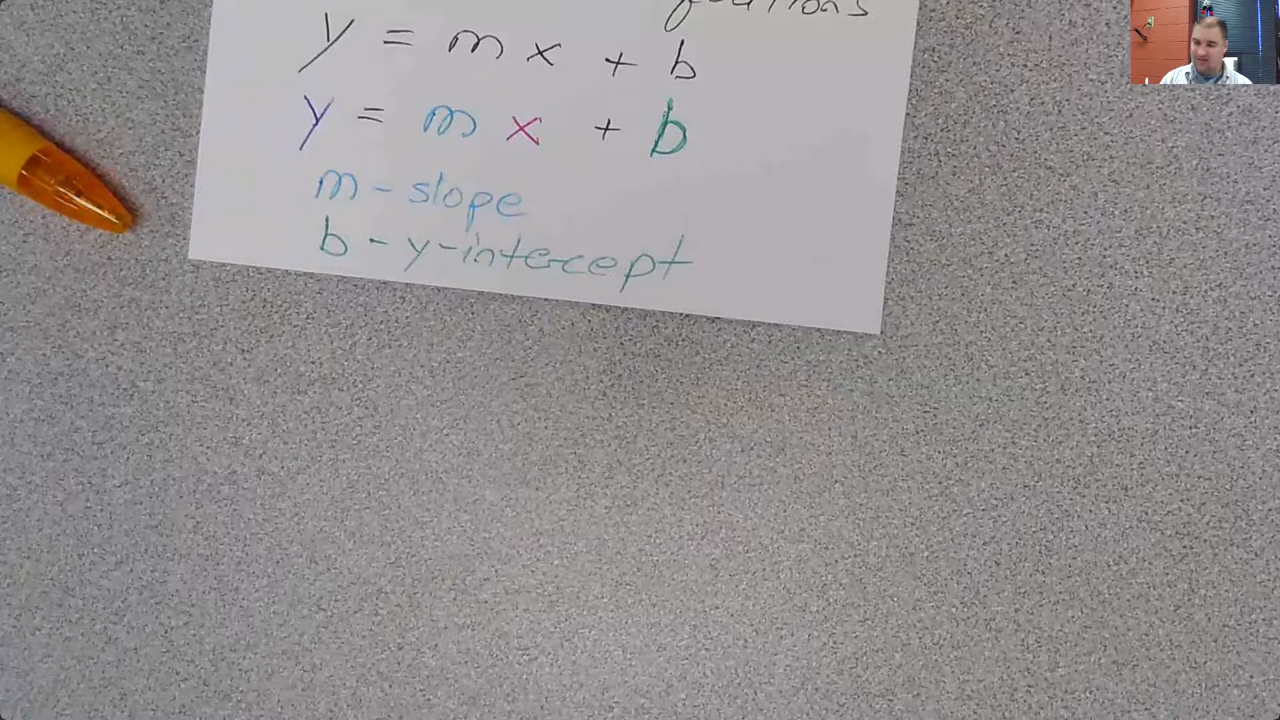 y = mx + b
y = mx + b
m - slope
b - y-intercept